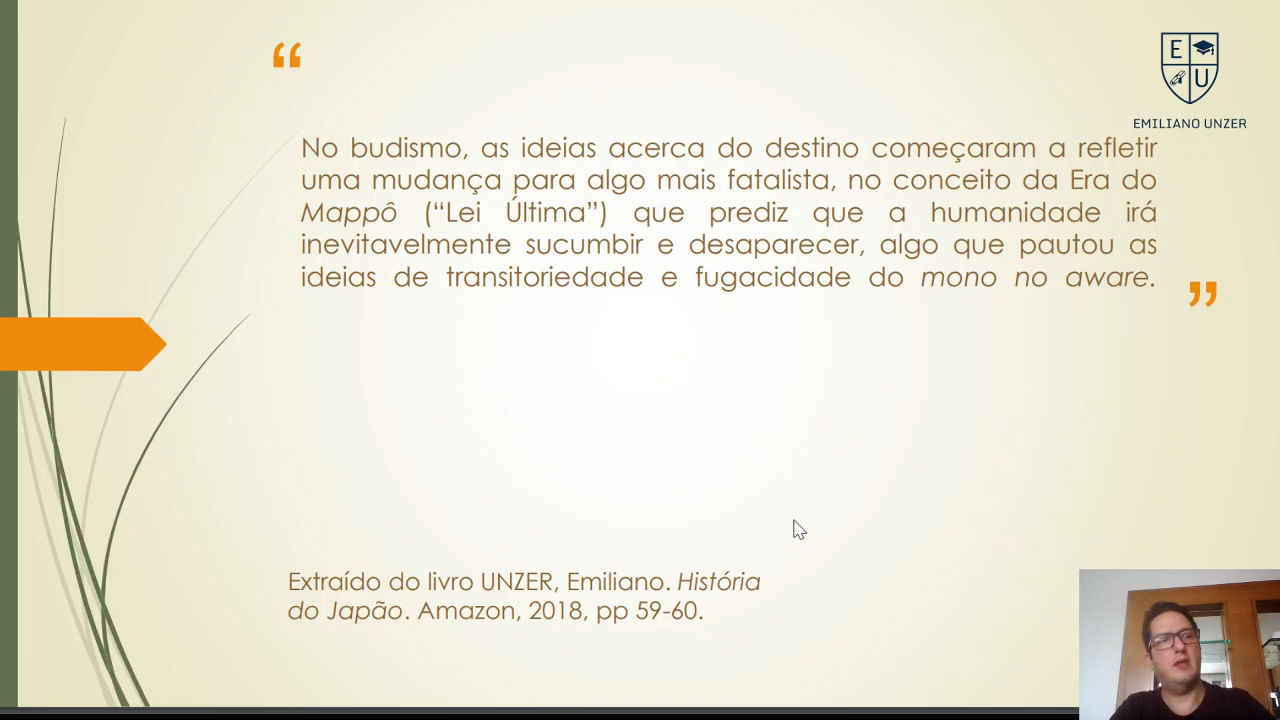 “
E
U
EMILIANO UNZER
No budismo, as ideias acerca do destino começaram a refletir
uma mudança para algo mais fatalista, no conceito da Era do
Mappô (“Lei Última”) que prediz que a humanidade irá
inevitavelmente sucumbir e desaparecer, algo que pautou as
ideias de transitoriedade e fugacidade do mono no aware.
”
Extraído do livro UNZER, Emiliano. História
do Japão. Amazon, 2018, pp 59-60.